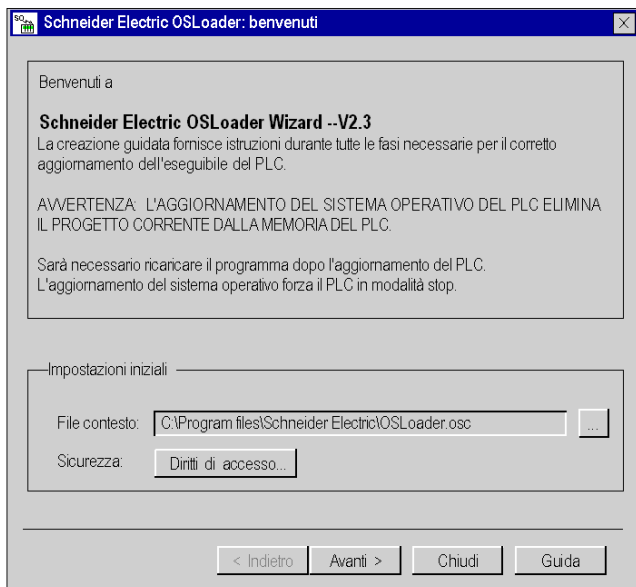 Schneider Electric OSLoader: benvenuti
Benvenuti a
Schneider Electric OSLoader Wizard --V2.3
La creazione guidata fornisce istruzioni durante tutte le fasi necessarie per il corretto
aggiornamento dell'eseguibile del PLC.
AVVERTENZA: L'AGGIORNAMENTO DEL SISTEMA OPERATIVO DEL PLC ELIMINA
IL PROGETTO CORRENTE DALLA MEMORIA DEL PLC.
Sarà necessario ricaricare il programma dopo l'aggiornamento del PLC.
L'aggiornamento del sistema operativo forza il PLC in modalità stop.
Impostazioni iniziali
File contesto: C:\Program files\Schneider Electric\OSLoader.osc ...
Sicurezza: Diritti di accesso...
< Indietro Avanti > Chiudi Guida